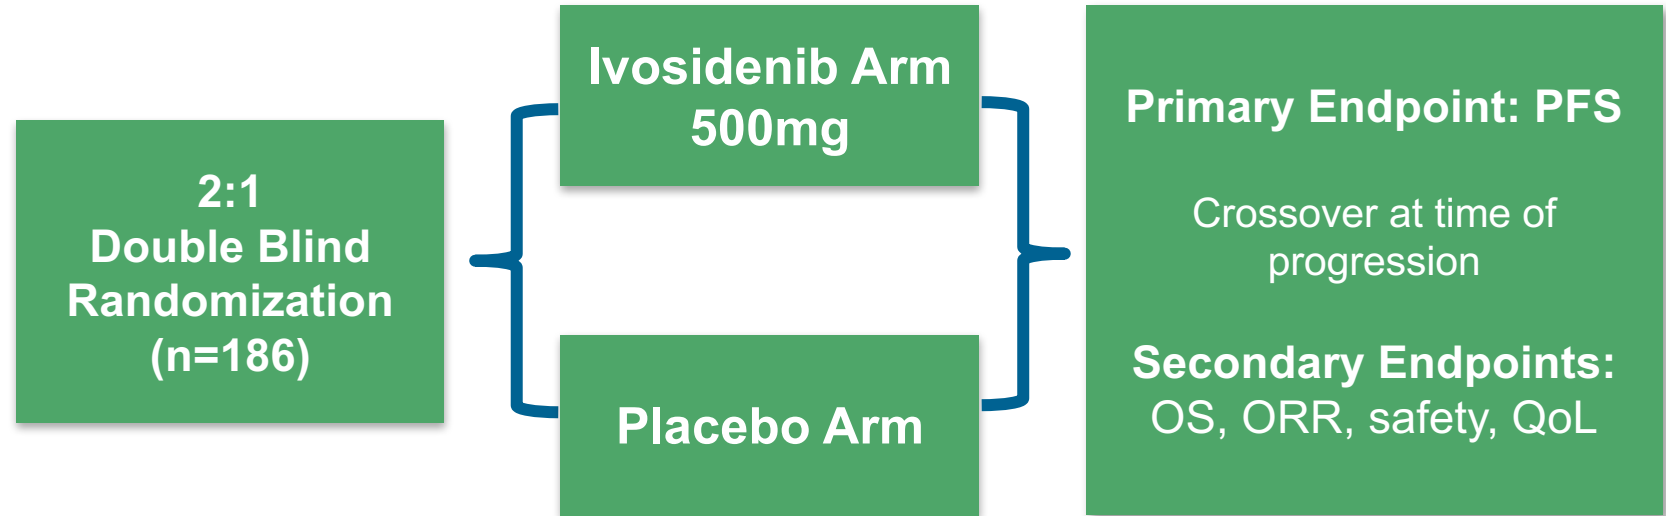 2:1
Double Blind
Randomization
(n=186)
Ivosidenib Arm
500mg
Placebo Arm
Primary Endpoint: PFS
Crossover at time of
progression
Secondary Endpoints:
OS, ORR, safety, QoL